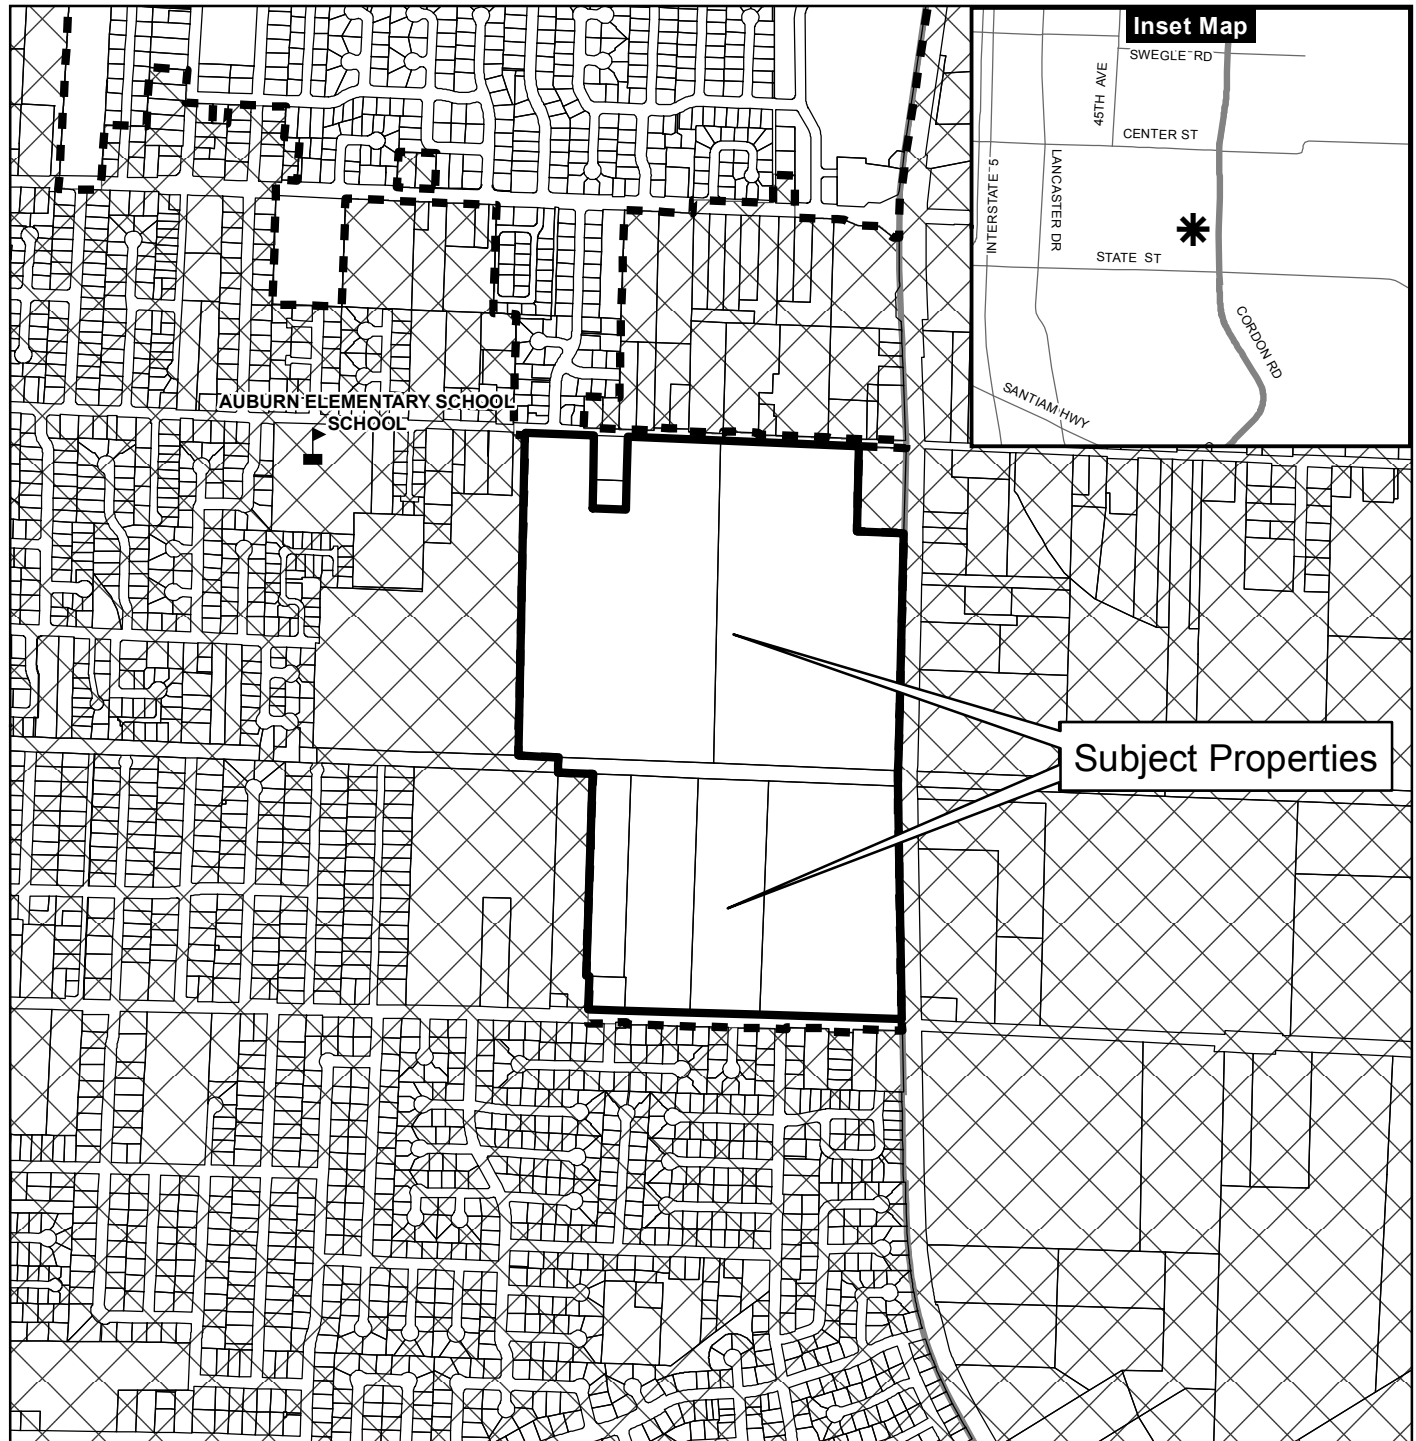 Inset Map
SWEGLE RD
45TH AVE
CENTER ST
INTERSTATE 5
LANCASTER DR
STATE ST
CORDON RD
SANTIAM HWY
AUBURN ELEMENTARY SCHOOL
SCHOOL
Subject Properties